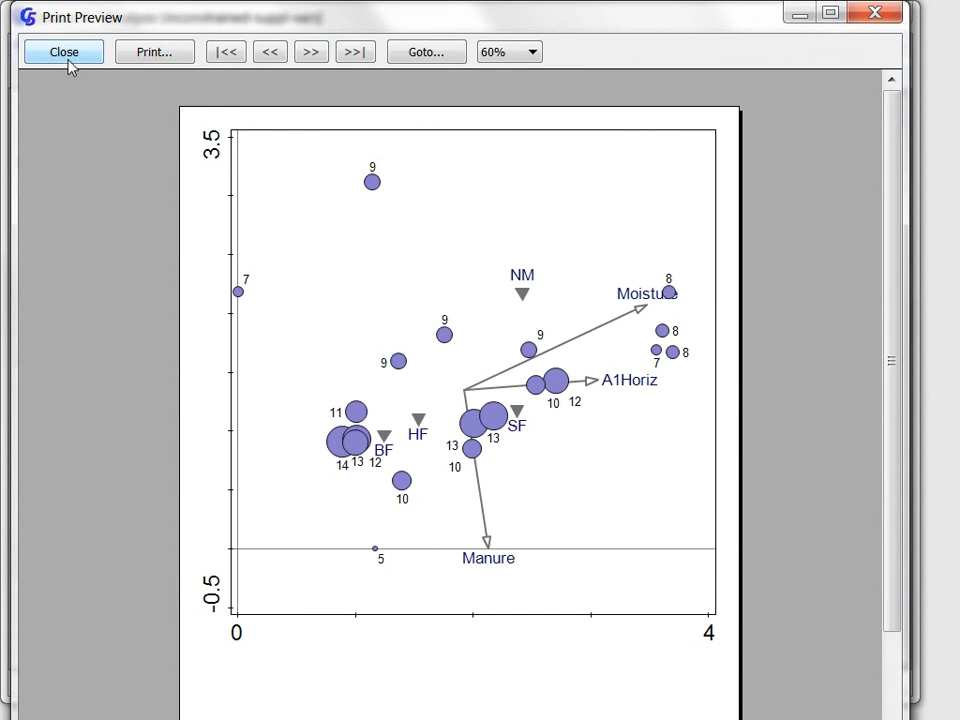 Print Preview
Close Print... |<< << >> >>| Goto... 60%
3.5
9
7
NM
8
Moisture
9
8
9
9
7 8
A1Horiz
10 12
11
HF
SF
13 13
BF
14 13 12
10
10
5
Manure
-0.5
0 4